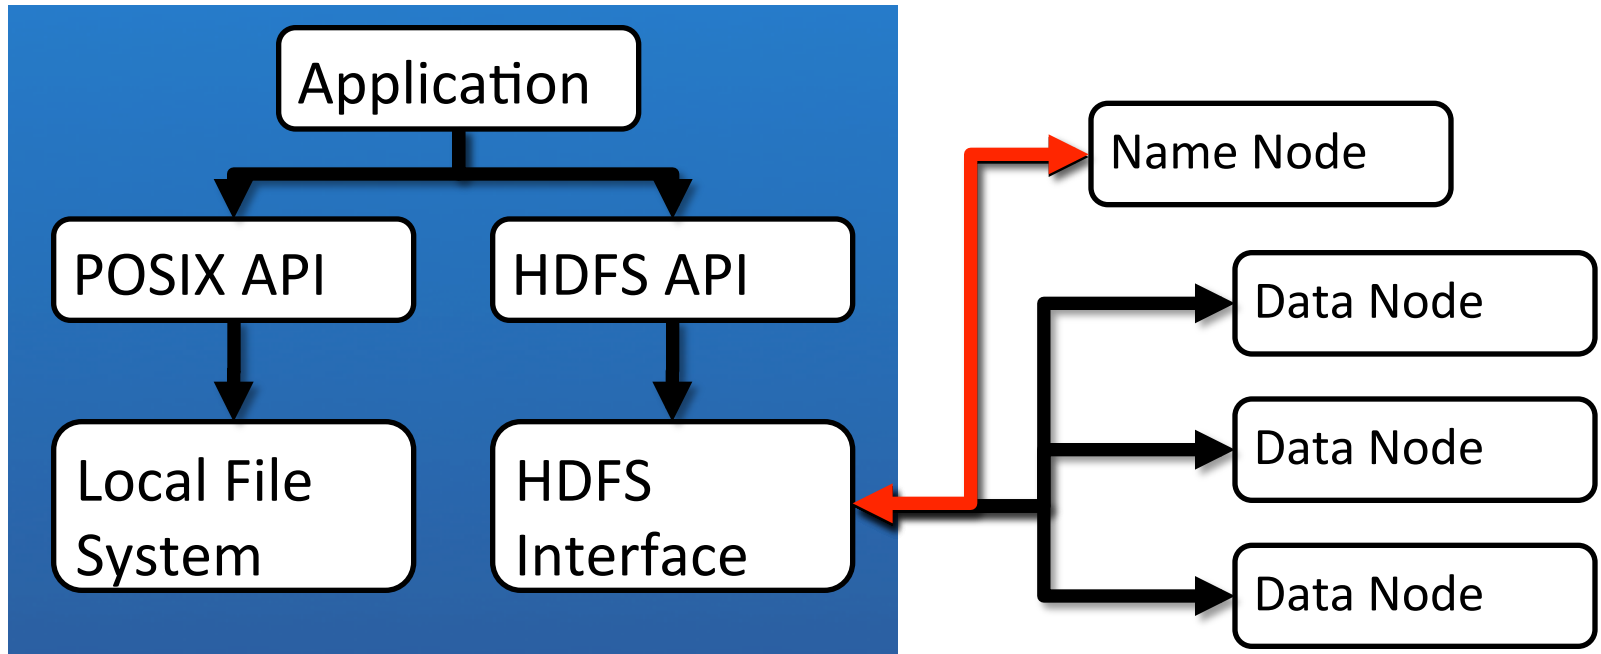 Application
POSIX API
HDFS API
Local File
System
HDFS
Interface
Name Node
Data Node
Data Node
Data Node